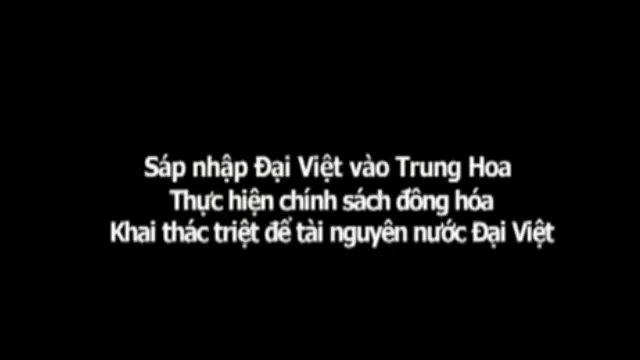 Sáp nhập Đại Việt vào Trung Hoa
Thực hiện chính sách đông hóa
Khai thác triệt để tài nguyên nước Đại Việt